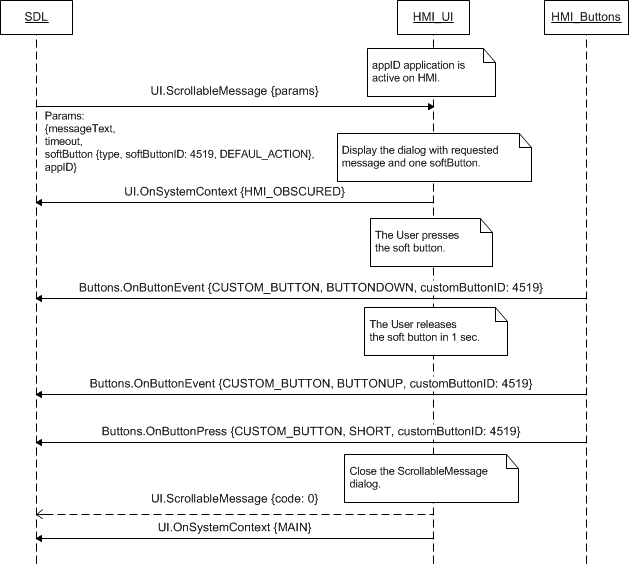 SDL
HMI_UI
HMI_Buttons
appID application is
active on HMI.
UI.ScrollableMessage {params}
Params:
{messageText,
timeout,
softButton {type, softButtonID: 4519, DEFAUL_ACTION},
appID}
Display the dialog with requested
message and one softButton.
UI.OnSystemContext {HMI_OBSCURED}
The User presses
the soft button.
Buttons.OnButtonEvent {CUSTOM_BUTTON, BUTTONDOWN, customButtonID: 4519}
The User releases
the soft button in 1 sec.
Buttons.OnButtonEvent {CUSTOM_BUTTON, BUTTONUP, customButtonID: 4519}
Buttons.OnButtonPress {CUSTOM_BUTTON, SHORT, customButtonID: 4519}
Close the ScrollableMessage
dialog.
UI.ScrollableMessage {code: 0}
UI.OnSystemContext {MAIN}